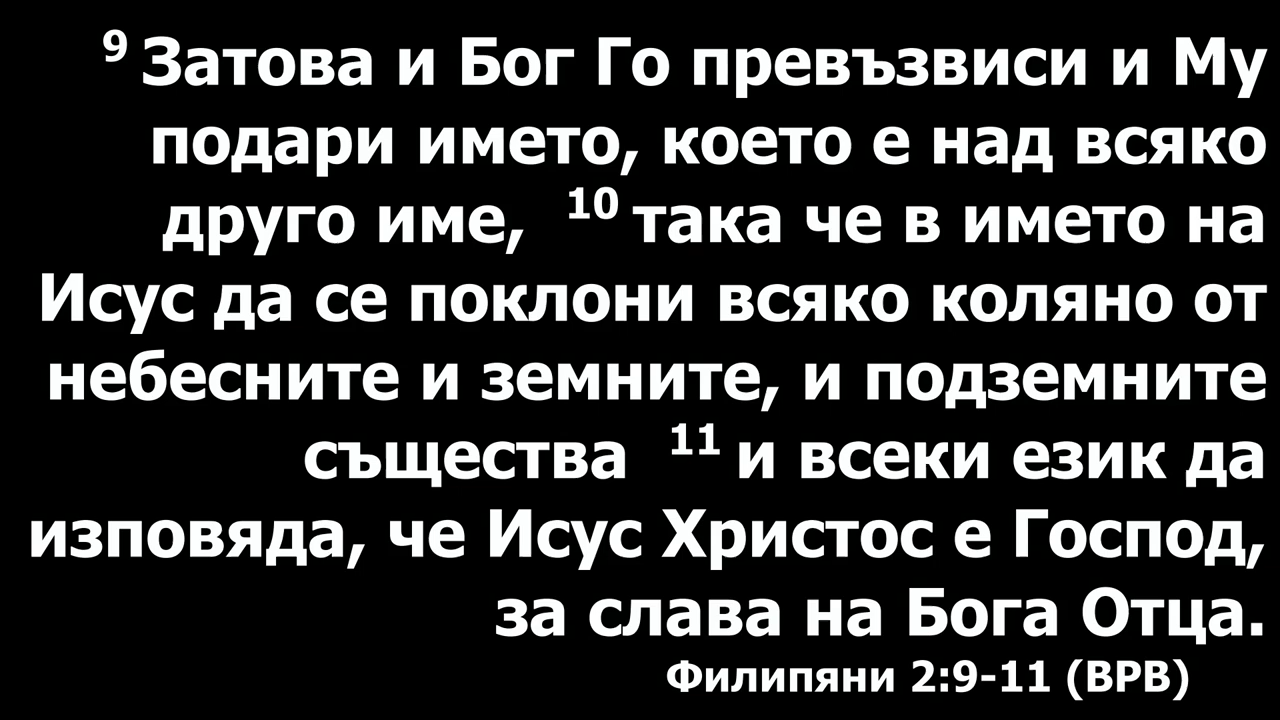 9 Затова и Бог Го превъзвиси и Му
подари името, което е над всяко
друго име, 10 така че в името на
Исус да се поклони всяко коляно от
небесните и земните, и подземните
същества 11 и всеки език да
изповяда, че Исус Христос е Господ,
за слава на Бога Отца.
Филипяни 2:9-11 (ВРВ)